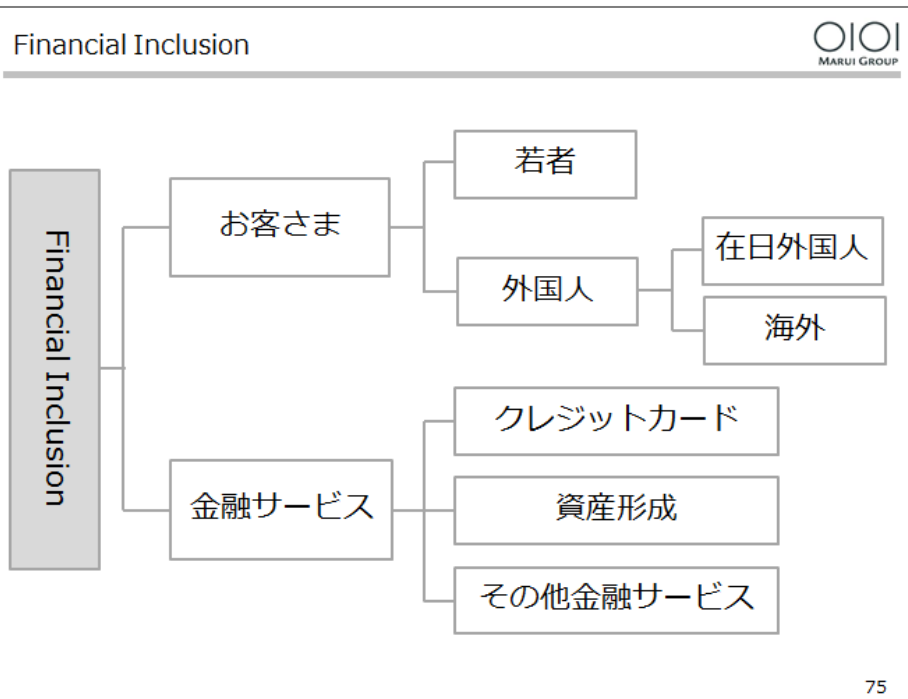 Financial Inclusion
OIOI
MARUI GROUP
Financial Inclusion
お客さま
若者
外国人
在日外国人
海外
金融サービス
クレジットカード
資産形成
その他金融サービス
75